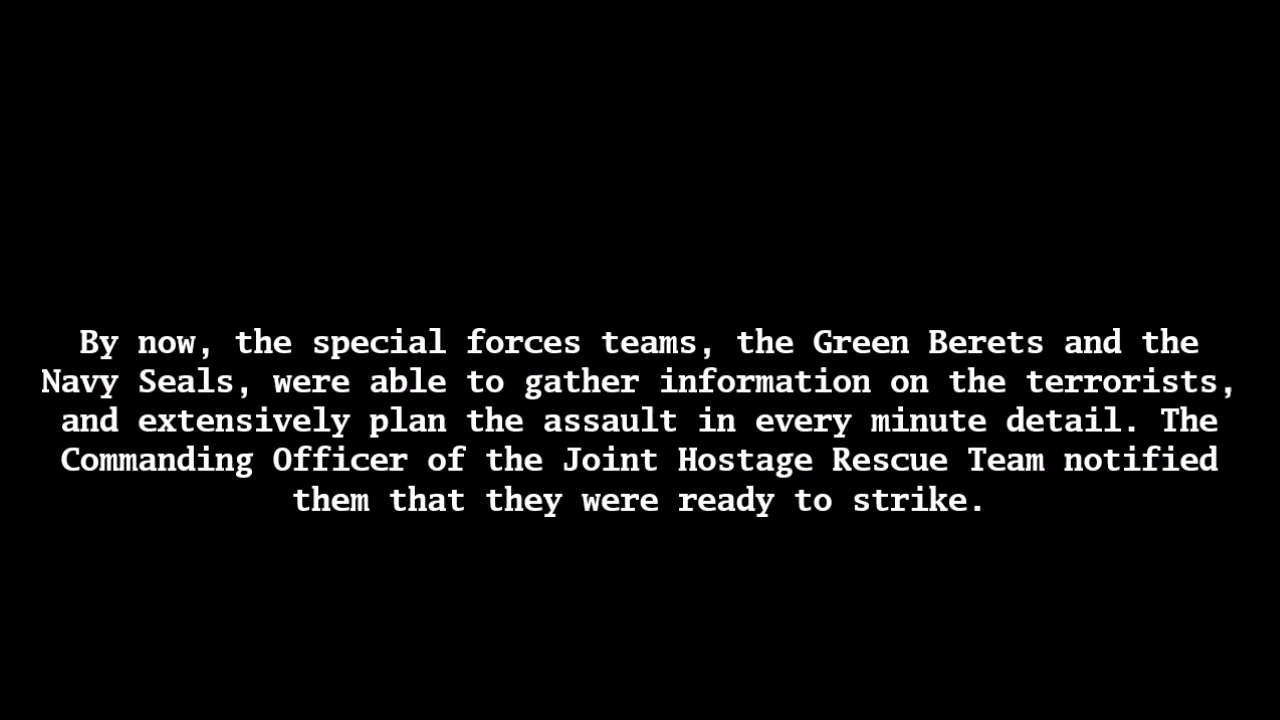 By now, the special forces teams, the Green Berets and the
Navy Seals, were able to gather information on the terrorists,
and extensively plan the assault in every minute detail. The
Commanding Officer of the Joint Hostage Rescue Team notified
them that they were ready to strike.